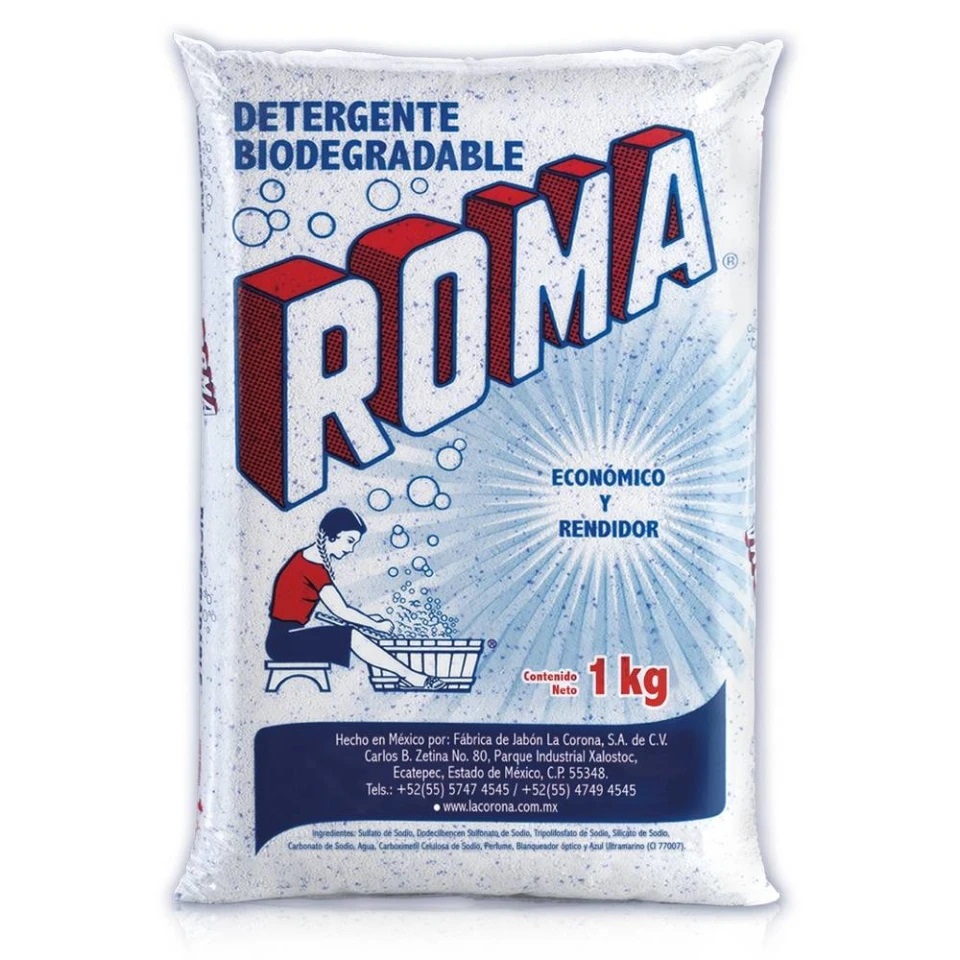 DETERGENTE
BIODEGRADABLE
ROMA
®
ECONÓMICO
Y
RENDIDOR
®
Contenido
Neto 1 kg
Hecho en México por: Fábrica de Jabón La Corona, S.A. de C.V.
Carlos B. Zetina No. 80, Parque Industrial Xalostoc,
Ecatepec, Estado de México, C.P. 55348.
Tels.: +52(55) 5747 4545 / +52(55) 4749 4545
• www.lacorona.com.mx
Ingredientes: Sulfato de Sodio, Dodecilbencen Sulfonato de Sodio, Tripolifosfato de Sodio, Silicato de Sodio,
Carbonato de Sodio, Agua, Carboximetil Celulosa de Sodio, Perfume, Blanqueador óptico y Azul Ultramarino (CI 77007).